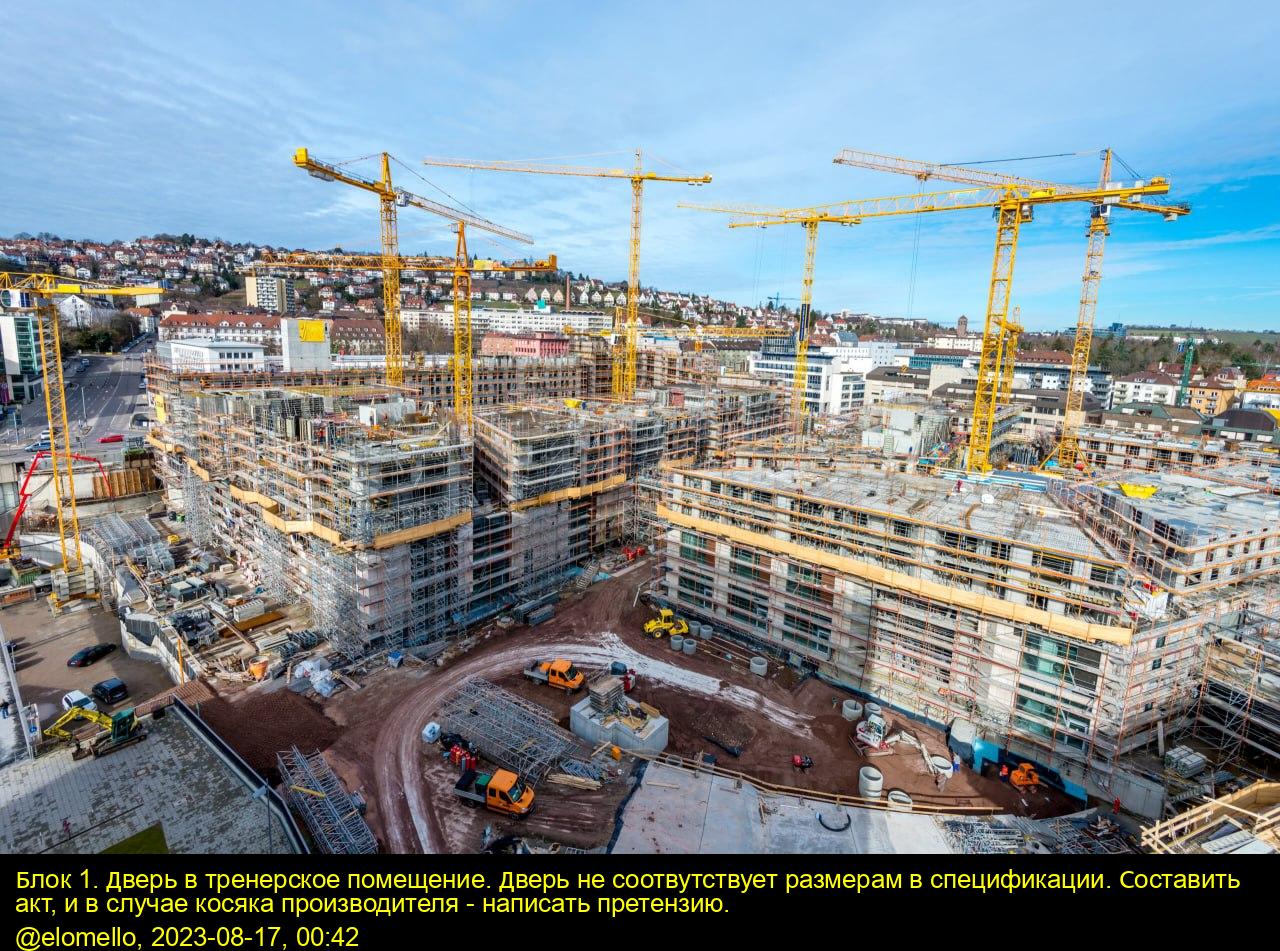 Блок 1. Дверь в тренерское помещение. Дверь не соотвутствует размерам в спецификации. Составить
акт, и в случае косяка производителя - написать претензию.
@elomello, 2023-08-17, 00:42